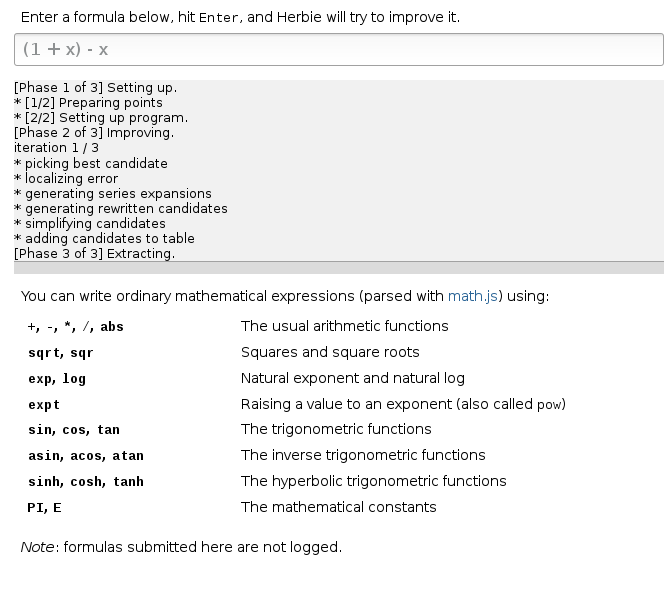 Enter a formula below, hit Enter, and Herbie will try to improve it.
(1 + x) - x
[Phase 1 of 3] Setting up.
* [1/2] Preparing points
* [2/2] Setting up program.
[Phase 2 of 3] Improving.
iteration 1 / 3
* picking best candidate
* localizing error
* generating series expansions
* generating rewritten candidates
* simplifying candidates
* adding candidates to table
[Phase 3 of 3] Extracting.
You can write ordinary mathematical expressions (parsed with math.js) using:
+, -, *, /, abs The usual arithmetic functions
sqrt, sqr Squares and square roots
exp, log Natural exponent and natural log
expt Raising a value to an exponent (also called pow)
sin, cos, tan The trigonometric functions
asin, acos, atan The inverse trigonometric functions
sinh, cosh, tanh The hyperbolic trigonometric functions
PI, E The mathematical constants
Note: formulas submitted here are not logged.